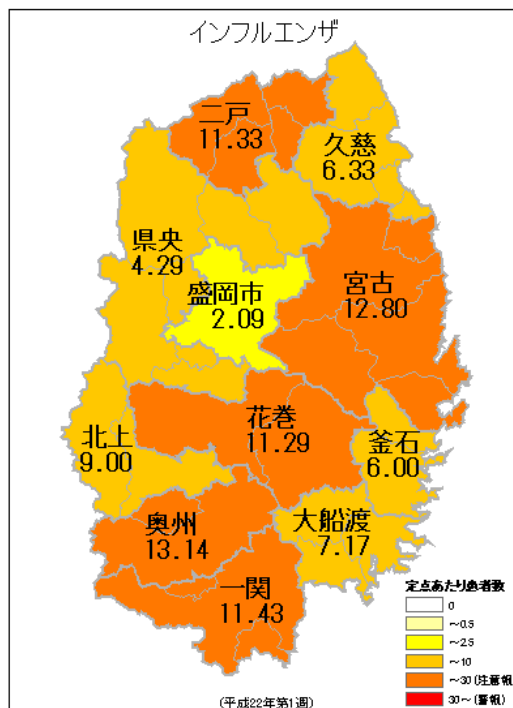 インフルエンザ
二戸
11.33
久慈
6.33
県央
4.29
盛岡市
2.09
宮古
12.80
花巻
11.29
北上
9.00
釜石
6.00
奥州
13.14
大船渡
7.17
一関
11.43
定点あたり患者数
0
～0.5
～2.5
～10
～30(注意報)
30～(警報)
(平成22年第1週)